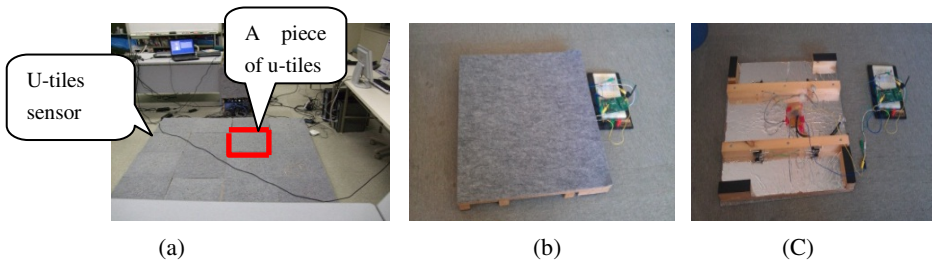 U-tiles
sensor
A piece
of u-tiles
(a)
(b)
(C)